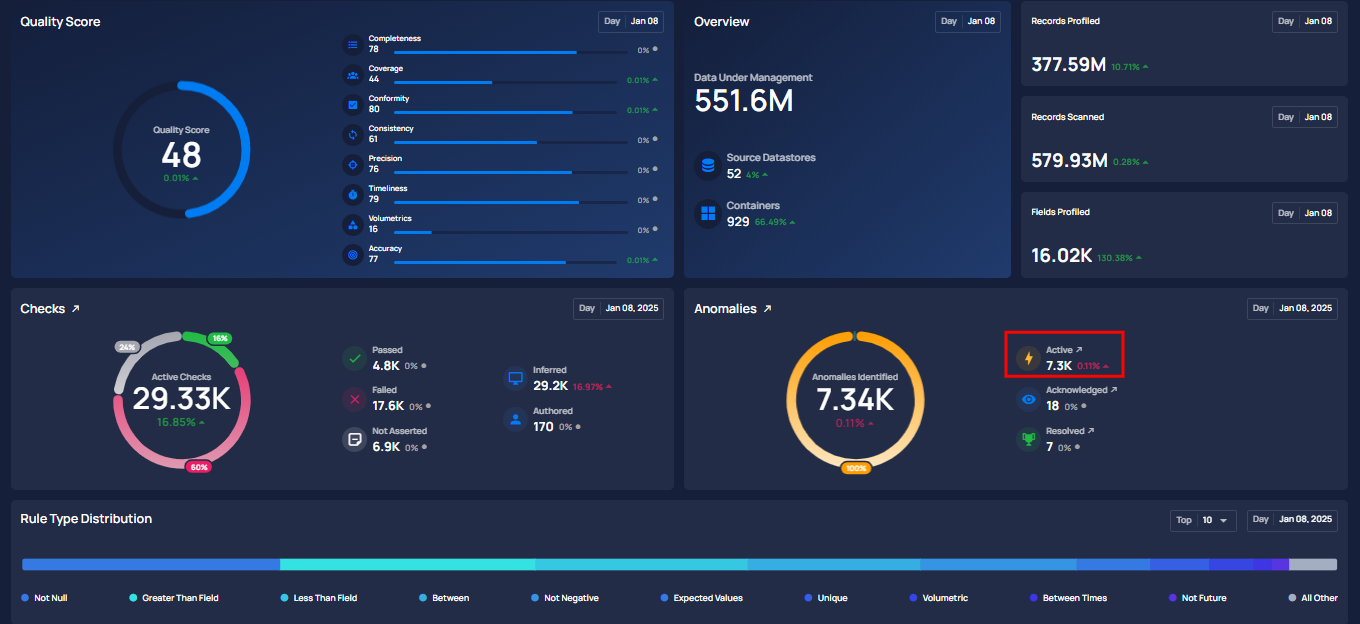 Quality Score
Day Jan 08
Quality Score
48
0.01%
Completeness
78
0%
Coverage
44
0.01%
Conformity
80
0.01%
Consistency
61
0%
Precision
76
0%
Timeliness
79
0%
Volumetrics
16
0%
Accuracy
77
0.01%
Overview
Day Jan 08
Data Under Management
551.6M
Source Datastores
52 4%
Containers
929 66.49%
Records Profiled
Day Jan 08
377.59M 10.71%
Records Scanned
Day Jan 08
579.93M 0.28%
Fields Profiled
Day Jan 08
16.02K 130.38%
Checks
Day Jan 08, 2025
24%
16%
Active Checks
29.33K
16.85%
60%
Passed
4.8K 0%
Failed
17.6K 0%
Not Asserted
6.9K 0%
Inferred
29.2K 16.97%
Authored
170 0%
Anomalies
Day Jan 08, 2025
Anomalies Identified
7.34K
0.11%
100%
Active
7.3K 0.11%
Acknowledged
18 0%
Resolved
7 0%
Rule Type Distribution
Top 10
Day Jan 08, 2025
Not Null
Greater Than Field
Less Than Field
Between
Not Negative
Expected Values
Unique
Volumetric
Between Times
Not Future
All Other